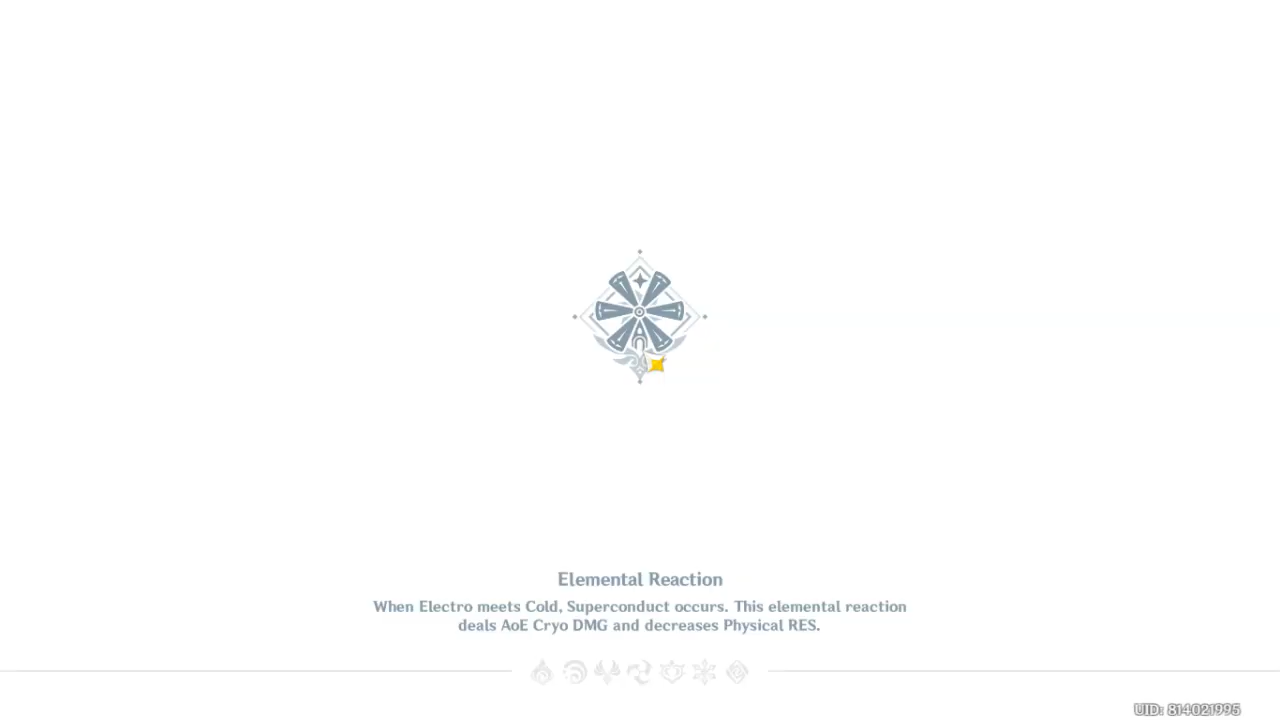 Elemental Reaction
When Electro meets Cold, Superconduct occurs. This elemental reaction
deals AoE Cryo DMG and decreases Physical RES.
UID: 814021995